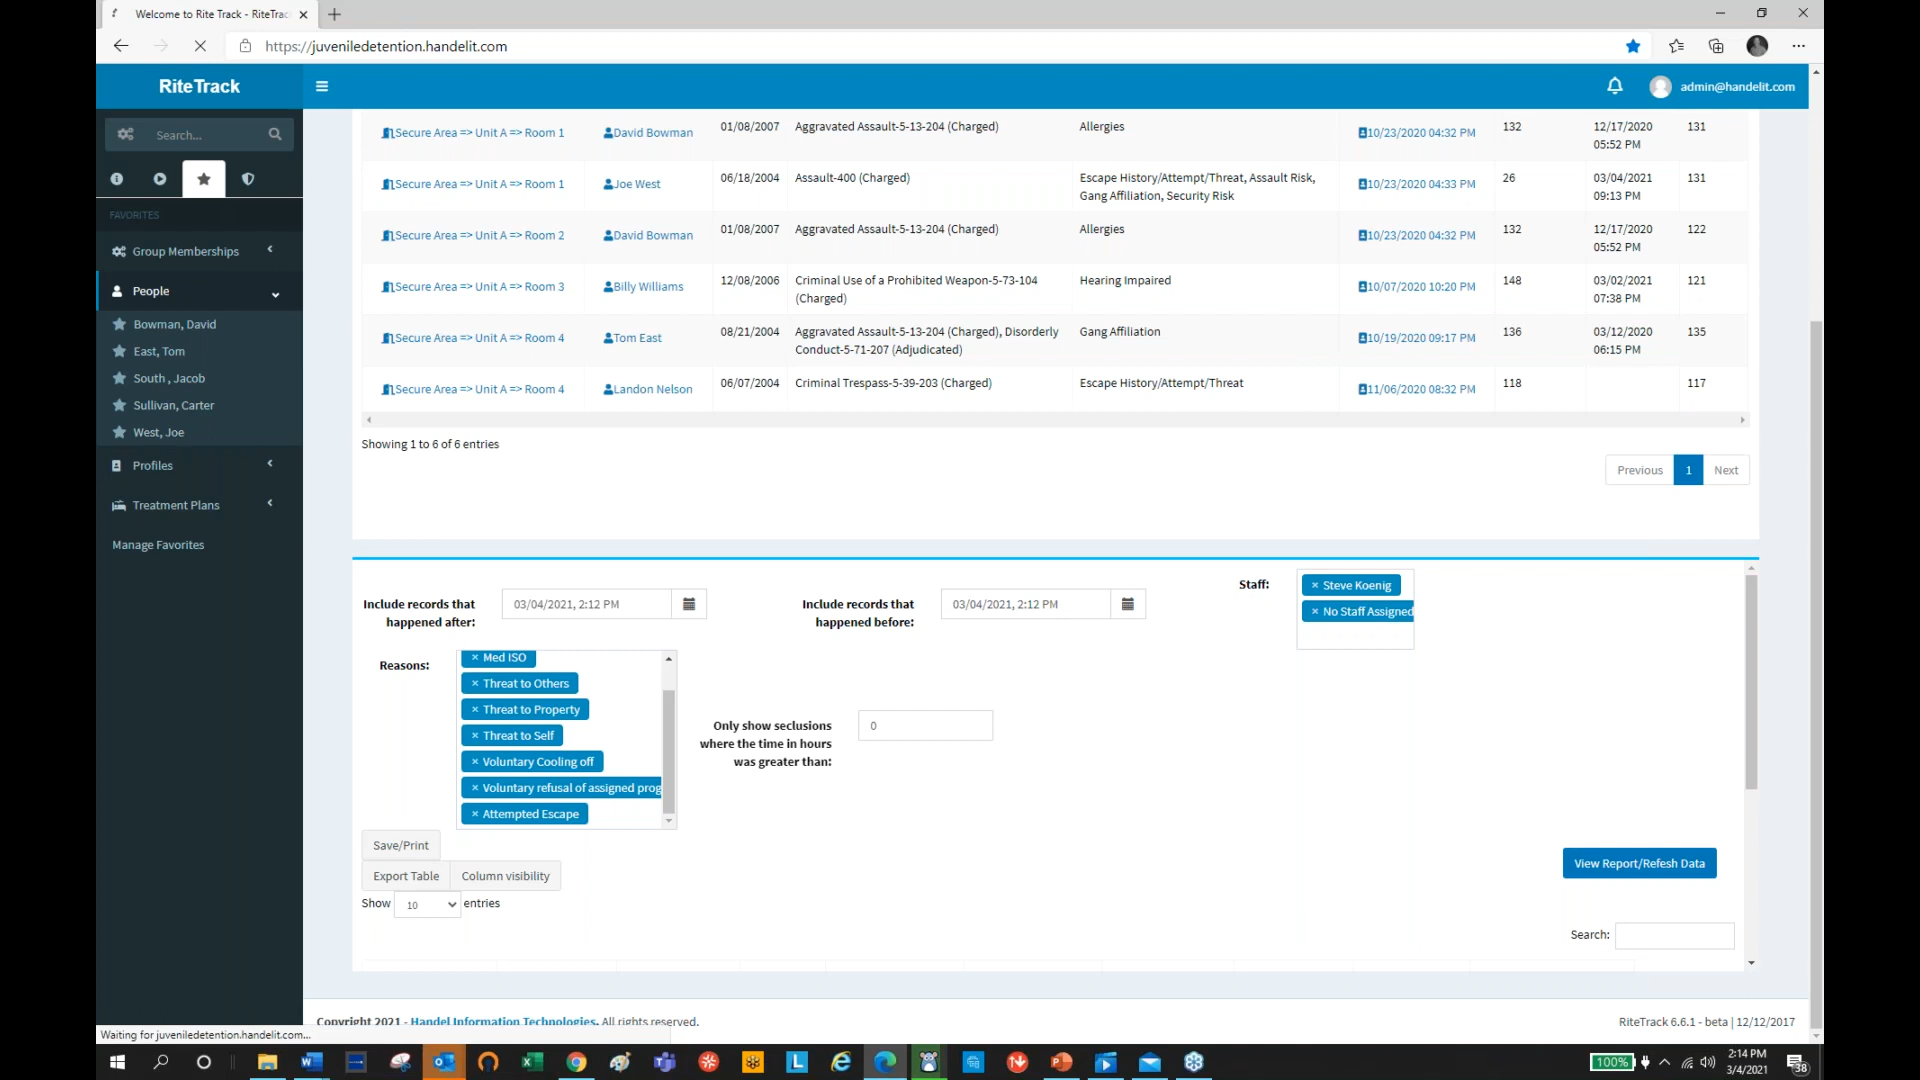 Welcome to Rite Track - RiteTrac
https://juveniledetention.handelit.com
RiteTrack
admin@handelit.com
Search...
FAVORITES
Group Memberships
People
Bowman, David
East, Tom
South , Jacob
Sullivan, Carter
West, Joe
Profiles
Treatment Plans
Manage Favorites
Secure Area => Unit A => Room 1 David Bowman 01/08/2007 Aggravated Assault-5-13-204 (Charged) Allergies 10/23/2020 04:32 PM 132 12/17/2020 131
05:52 PM
Secure Area => Unit A => Room 1 Joe West 06/18/2004 Assault-400 (Charged) Escape History/Attempt/Threat, Assault Risk, 10/23/2020 04:33 PM 26 03/04/2021 131
Gang Affiliation, Security Risk 09:13 PM
Secure Area => Unit A => Room 2 David Bowman 01/08/2007 Aggravated Assault-5-13-204 (Charged) Allergies 10/23/2020 04:32 PM 132 12/17/2020 122
05:52 PM
Secure Area => Unit A => Room 3 Billy Williams 12/08/2006 Criminal Use of a Prohibited Weapon-5-73-104 Hearing Impaired 10/07/2020 10:20 PM 148 03/02/2021 121
(Charged) 07:38 PM
Secure Area => Unit A => Room 4 Tom East 08/21/2004 Aggravated Assault-5-13-204 (Charged), Disorderly Gang Affiliation 10/19/2020 09:17 PM 136 03/12/2020 135
Conduct-5-71-207 (Adjudicated) 06:15 PM
Secure Area => Unit A => Room 4 Landon Nelson 06/07/2004 Criminal Trespass-5-39-203 (Charged) Escape History/Attempt/Threat 11/06/2020 08:32 PM 118 117
Showing 1 to 6 of 6 entries
Previous 1 Next
Include records that
happened after:
03/04/2021, 2:12 PM
Include records that
happened before:
03/04/2021, 2:12 PM
Staff:
× Steve Koenig
× No Staff Assigned
Reasons:
× Med ISO
× Threat to Others
× Threat to Property
× Threat to Self
× Voluntary Cooling off
× Voluntary refusal of assigned prog
× Attempted Escape
Only show seclusions
where the time in hours
was greater than:
0
Save/Print
Export Table Column visibility
View Report/Refesh Data
Show 10 entries
Search:
Copyright 2021 - Handel Information Technologies. All rights reserved.
RiteTrack 6.6.1 - beta | 12/12/2017
Waiting for juveniledetention.handelit.com...
100%
2:14 PM
3/4/2021
38